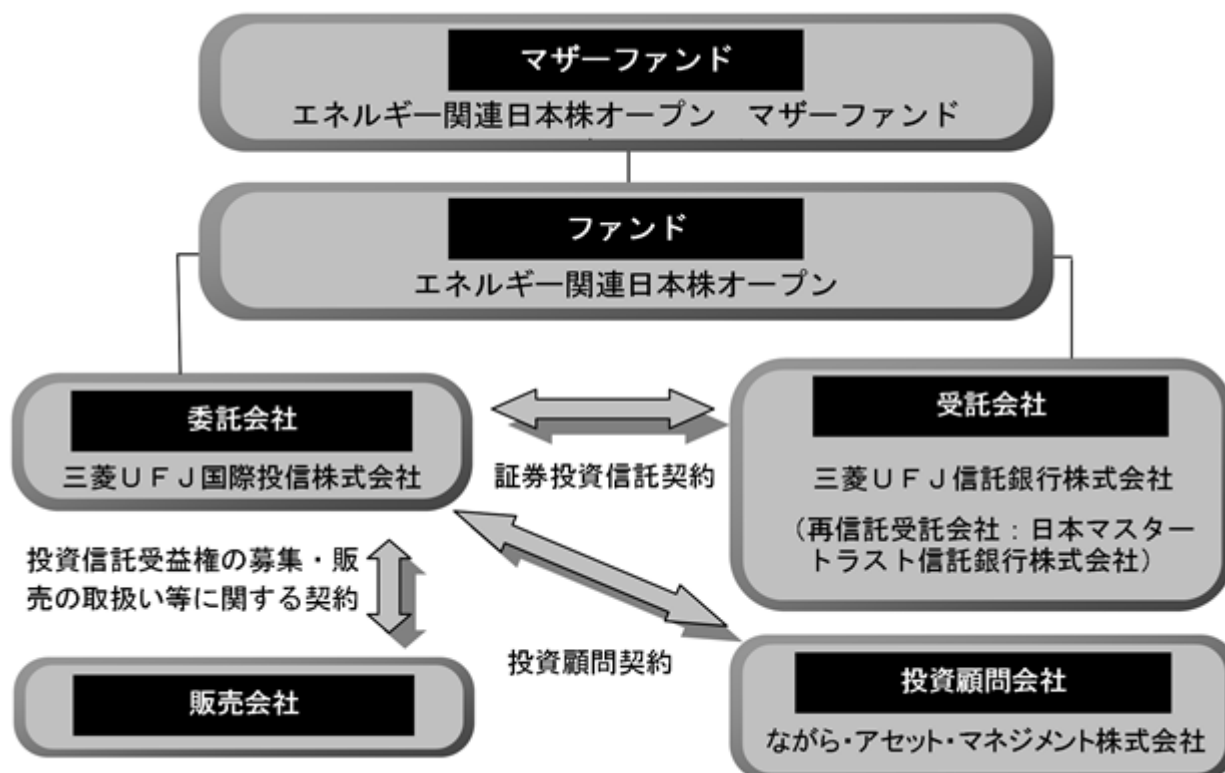 マザーファンド
エネルギー関連日本株オープン　マザーファンド
ファンド
エネルギー関連日本株オープン
委託会社
三菱ＵＦＪ国際投信株式会社
証券投資信託契約
受託会社
三菱ＵＦＪ信託銀行株式会社
（再信託受託会社：日本マスター
トラスト信託銀行株式会社）
投資信託受益権の募集・販
売の取扱い等に関する契約
投資顧問契約
販売会社
投資顧問会社
ながら・アセット・マネジメント株式会社